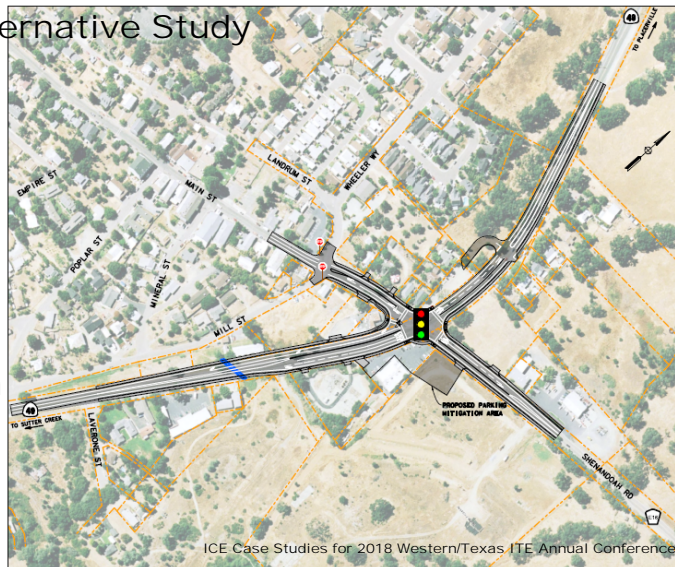 ernative Study
49
TO PLACERVILLE
EMPIRE ST
MAIN ST
LANDRUM ST
WHEELER WY
POPLAR ST
MINERAL ST
MILL ST
49
TO SUTTER CREEK
LAVERONE ST
PROPOSED PARKING
MITIGATION AREA
SHENANDOAH RD
E16
ICE Case Studies for 2018 Western/Texas ITE Annual Conference